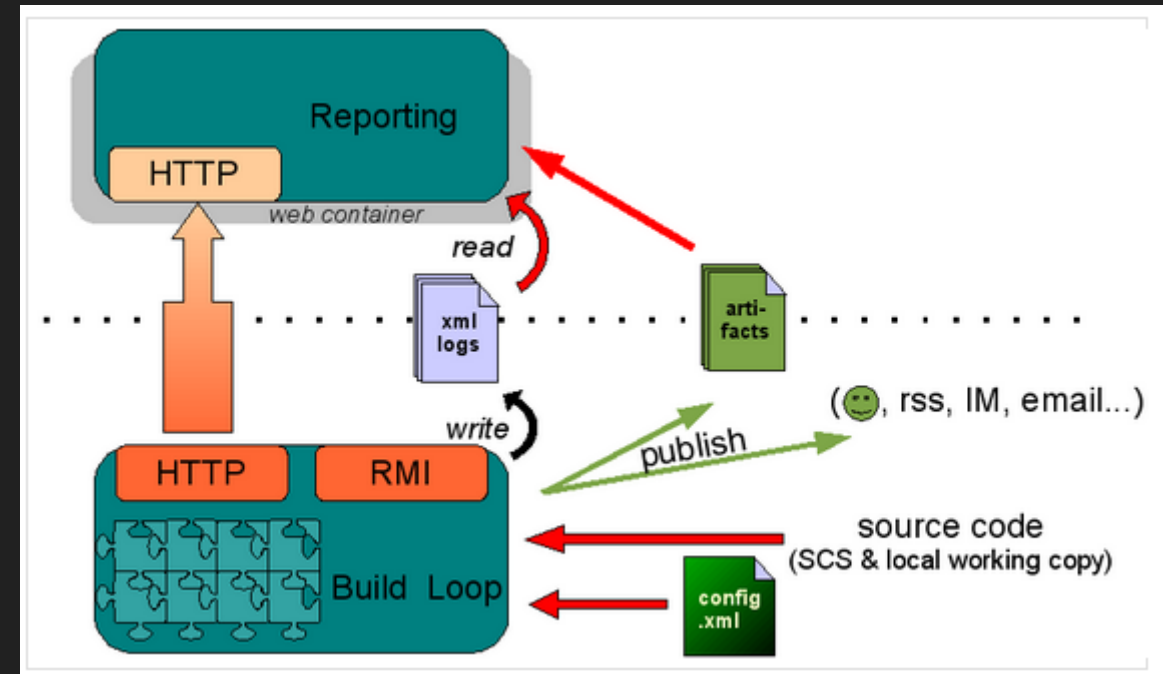 Reporting
HTTP
web container
read
xml
logs
arti-
facts
write
(, rss, IM, email...)
publish
HTTP
RMI
source code
(SCS & local working copy)
Build Loop
config
.xml